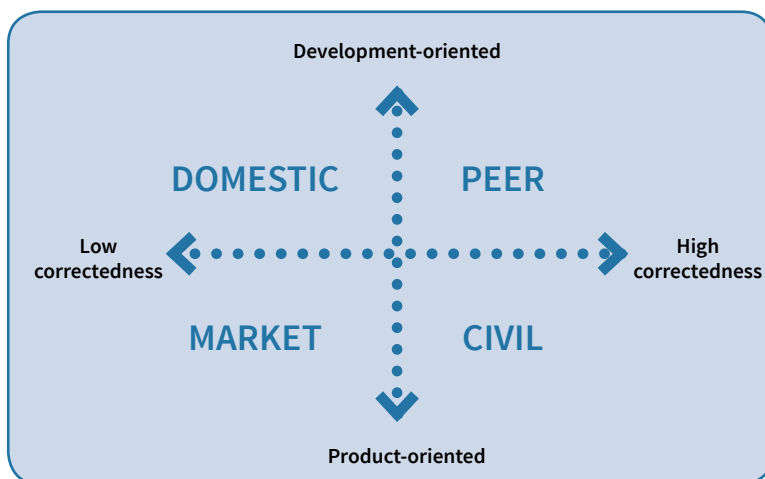 Development-oriented
DOMESTIC
PEER
Low
correctedness
High
correctedness
MARKET
CIVIL
Product-oriented